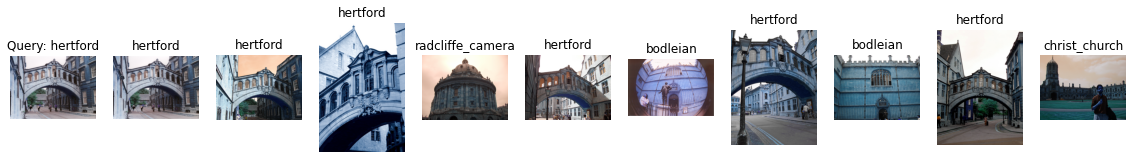 Query: hertford
hertford
hertford
hertford
radcliffe_camera
hertford
bodleian
hertford
bodleian
hertford
christ_church